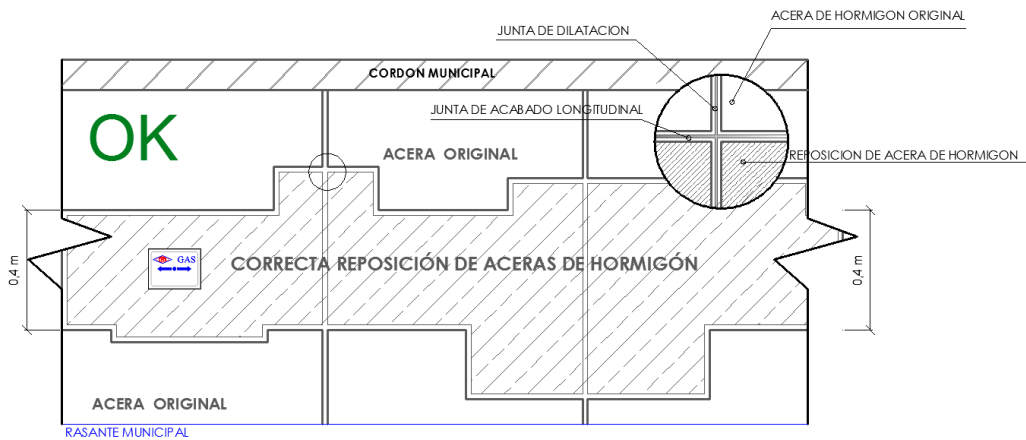 ACERA DE HORMIGON ORIGINAL
JUNTA DE DILATACION
CORDON MUNICIPAL
JUNTA DE ACABADO LONGITUDINAL
OK
ACERA ORIGINAL
REPOSICION DE ACERA DE HORMIGON
GAS
CORRECTA REPOSICIÓN DE ACERAS DE HORMIGÓN
0,4 m
0,4 m
ACERA ORIGINAL
RASANTE MUNICIPAL